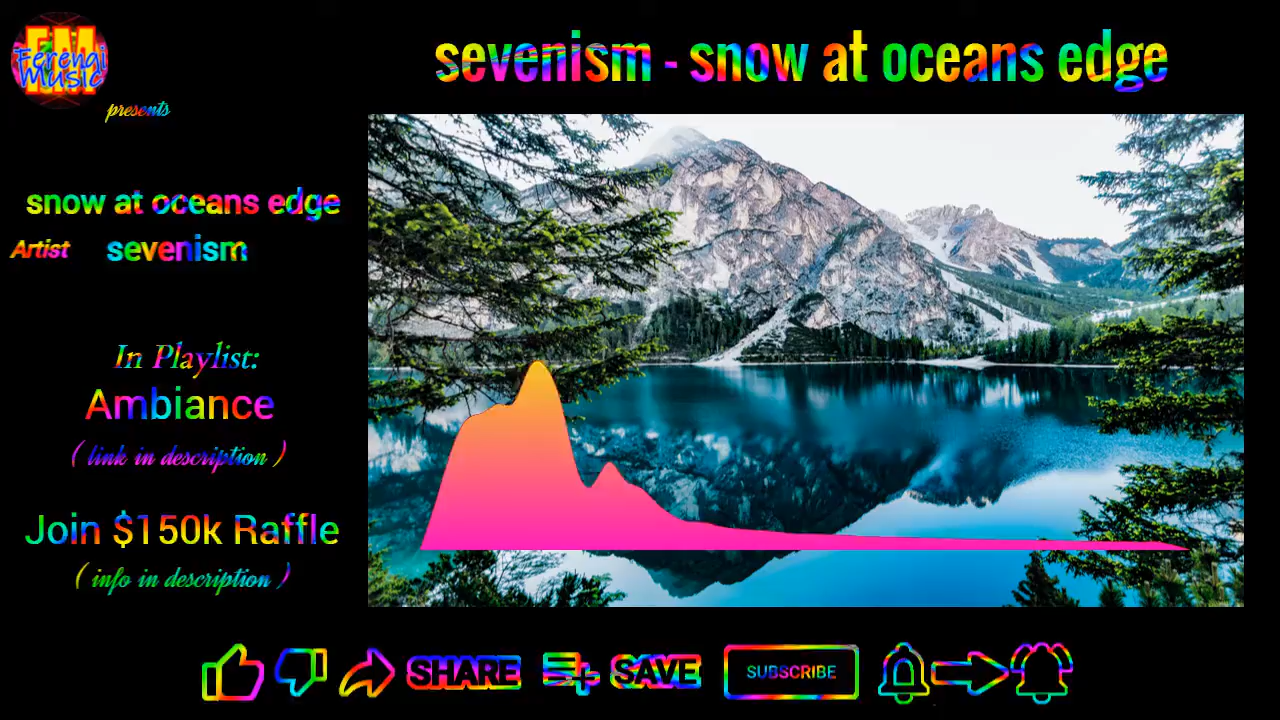 FM
Ferengi
Music
presents
sevenism - snow at oceans edge
snow at oceans edge
Artist sevenism
In Playlist:
Ambiance
( link in description )
Join $150k Raffle
( info in description )
SHARE SAVE SUBSCRIBE